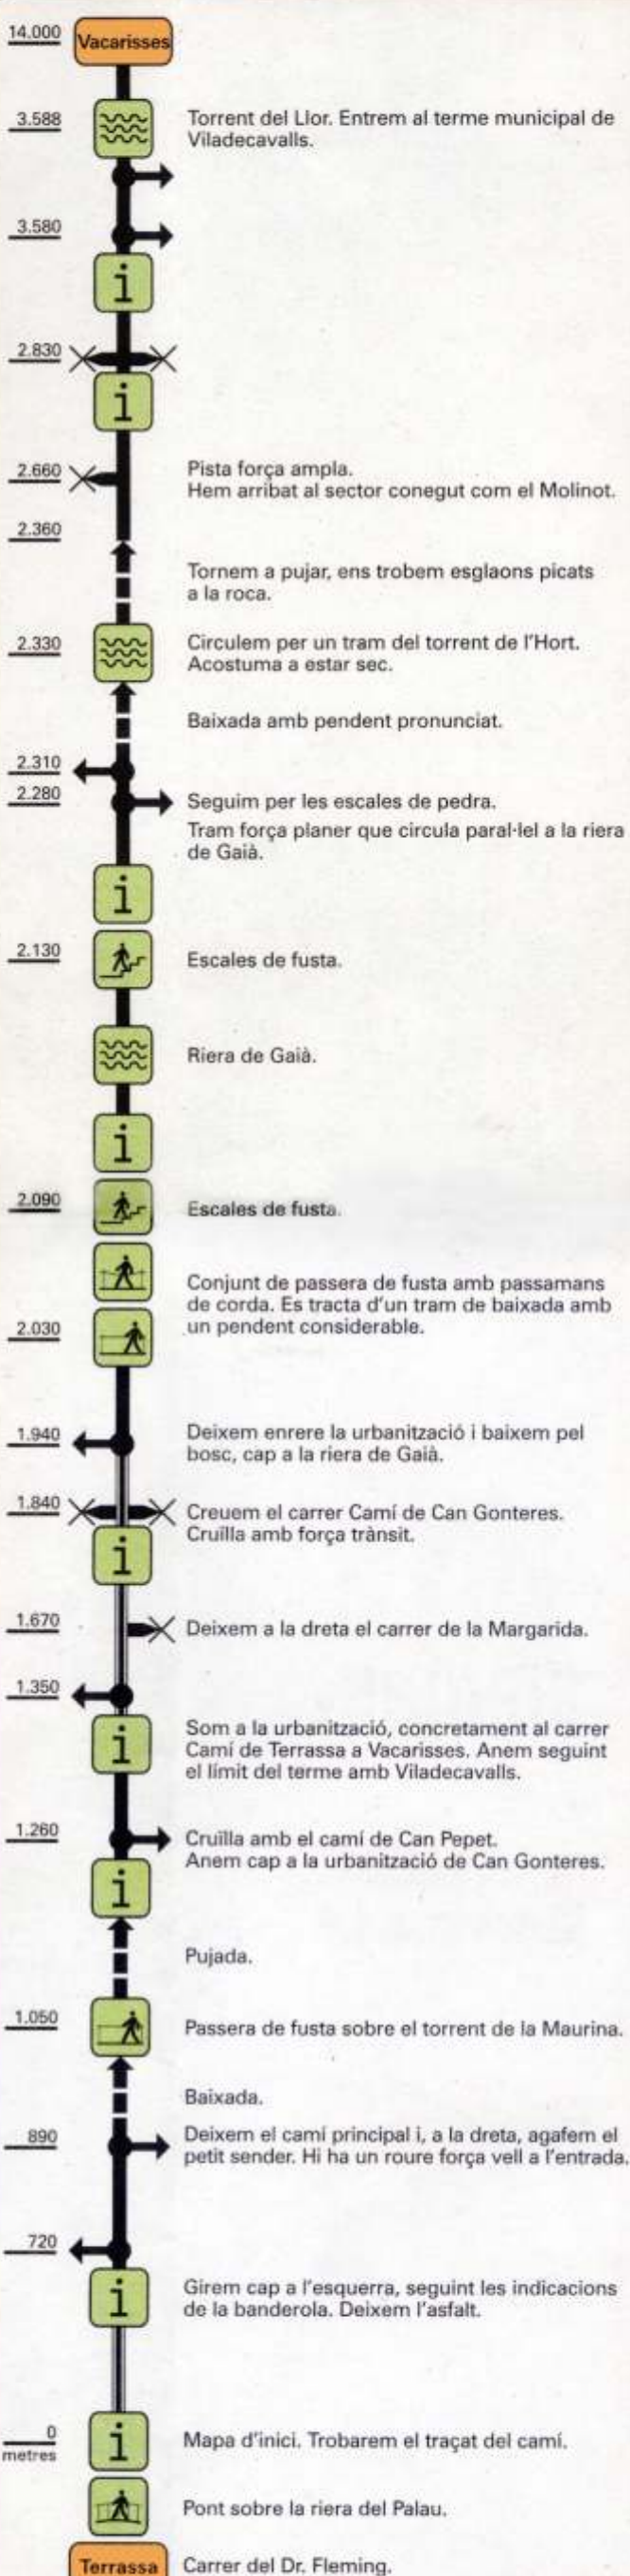 14.000 Vacarisses
3.588 Torrent del Llor. Entrem al terme municipal de
Viladecavalls.
3.580
i
2.830
i
2.660 Pista força ampla.
Hem arribat al sector conegut com el Molinot.
2.360
Tornem a pujar, ens trobem esglaons picats
a la roca.
2.330 Circulem per un tram del torrent de l'Hort.
Acostuma a estar sec.
Baixada amb pendent pronunciat.
2.310
2.280 Seguim per les escales de pedra.
Tram força planer que circula paral·lel a la riera
de Gaià.
i
2.130 Escales de fusta.
Riera de Gaià.
i
2.090 Escales de fusta.
Conjunt de passera de fusta amb passamans
de corda. Es tracta d'un tram de baixada amb
2.030 un pendent considerable.
1.940 Deixem enrere la urbanització i baixem pel
bosc, cap a la riera de Gaià.
1.840 Creuem el carrer Camí de Can Gonteres.
Cruïlla amb força trànsit.
i
1.670 Deixem a la dreta el carrer de la Margarida.
1.350
i
Som a la urbanització, concretament al carrer
Camí de Terrassa a Vacarisses. Anem seguint
el límit del terme amb Viladecavalls.
1.260 Cruïlla amb el camí de Can Pepet.
Anem cap a la urbanització de Can Gonteres.
i
Pujada.
1.050 Passera de fusta sobre el torrent de la Maurina.
Baixada.
890 Deixem el camí principal i, a la dreta, agafem el
petit sender. Hi ha un roure força vell a l'entrada.
720
i
Girem cap a l'esquerra, seguint les indicacions
de la banderola. Deixem l'asfalt.
0 i Mapa d'inici. Trobarem el traçat del camí.
metres
Pont sobre la riera del Palau.
Terrassa Carrer del Dr. Fleming.